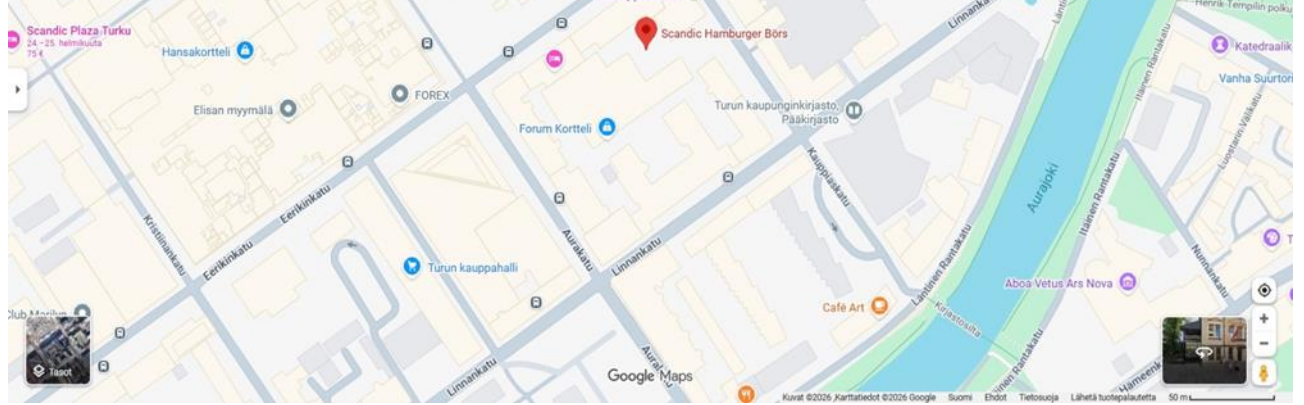 Scandic Plaza Turku
24.–25. helmikuuta
75 €
Hansakortteli
Elisan myymälä
FOREX
Scandic Hamburger Börs
Linnankatu
Forum Kortteli
Turun kaupunginkirjasto,
Pääkirjasto
Henrik Tempilin polku
Itäinen Rantakatu
Katedraalik
Vanha Suurtori
Luostarin Välikatu
Kauppiaskatu
Aurajoki
Itäinen Rantakatu
Kristiinankatu
Eerikinkatu
Eerikinkatu
Aurakatu
Linnankatu
Turun kauppahalli
Läntinen Rantakatu
Nunnankatu
Aboa Vetus Ars Nova
Café Art
Kirjastosilta
Club Marilyn
Tasot
Linnankatu
Google Maps
Kuvat ©2026 ,Karttatiedot ©2026 Google Suomi Ehdot Tietosuoja Lähetä tuotepalautetta 50 m